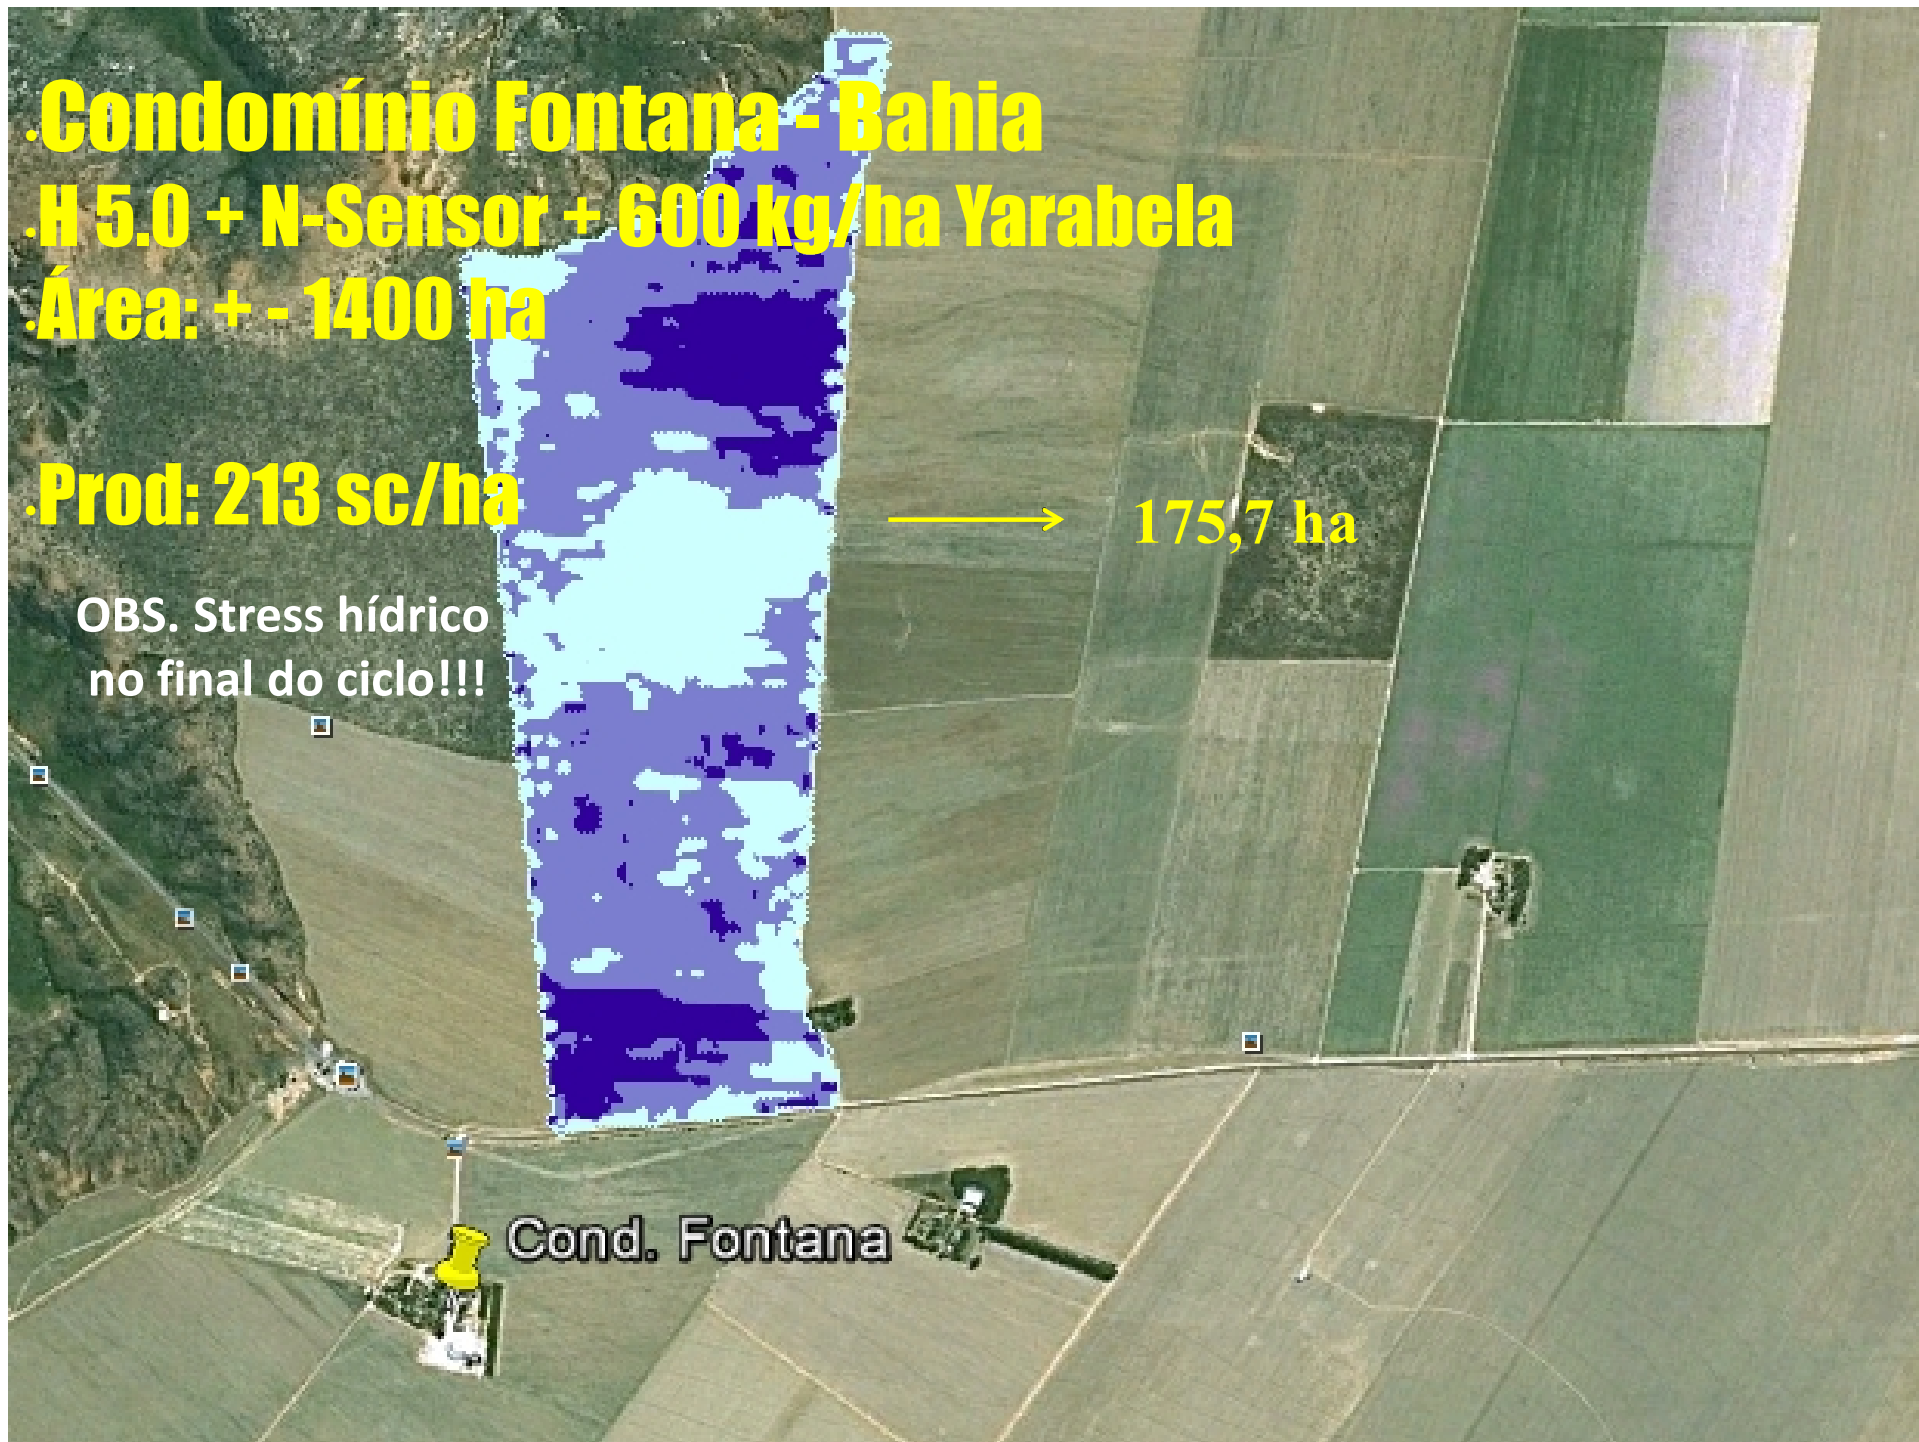 •Condomínio Fontana - Bahia
•H 5.0 + N-Sensor + 600 kg/ha Yarabela
•Área: + - 1400 ha
•Prod: 213 sc/ha
175,7 ha
OBS. Stress hídrico
no final do ciclo!!!
Cond. Fontana